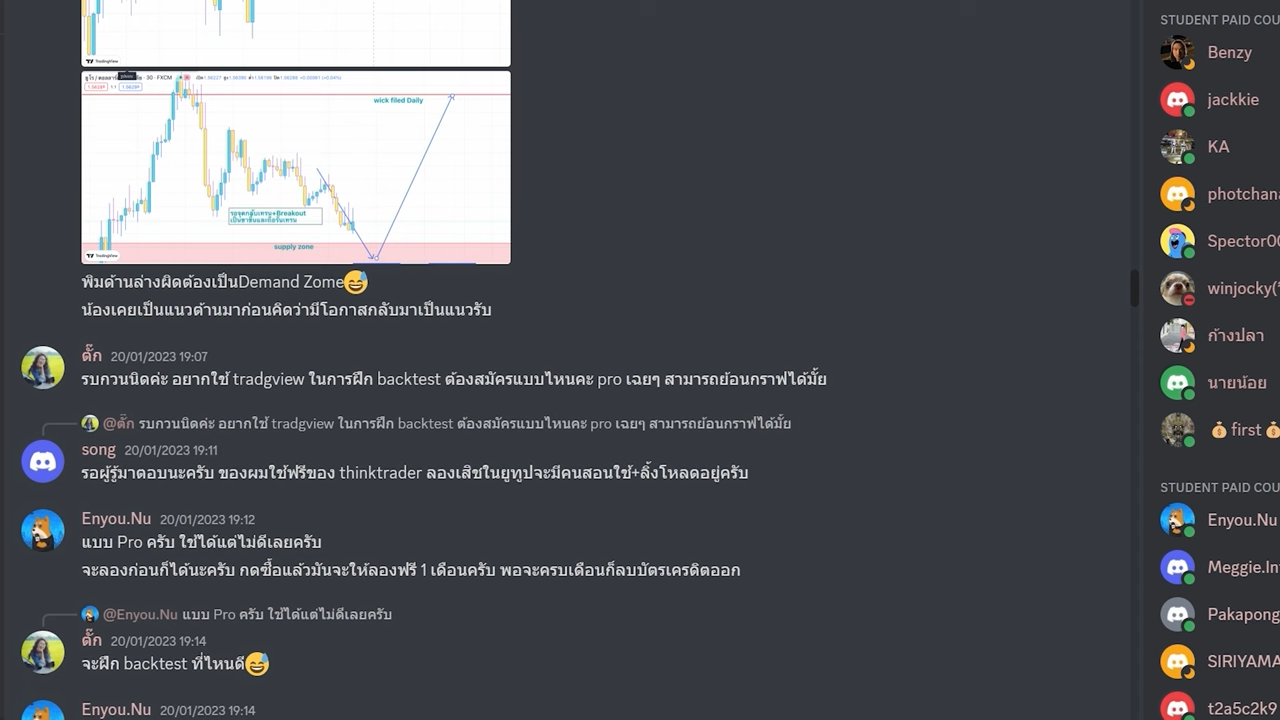 TradingView
30 · FXCM
wick filed Daily
รอจุดกลับเทรน+Breakout
supply zone
TradingView
พิมด้านล่างผิดต้องเป็นDemand Zome😅
น้องเคยเป็นแนวต้านมาก่อนคิดว่ามีโอกาสกลับมาเป็นแนวรับ
ตั๊ก 20/01/2023 19:07
รบกวนนิดค่ะ อยากใช้ tradgview ในการฝึก backtest ต้องสมัครแบบไหนคะ pro เฉยๆ สามารถย้อนกราฟได้มั้ย
@ตั๊ก รบกวนนิดค่ะ อยากใช้ tradgview ในการฝึก backtest ต้องสมัครแบบไหนคะ pro เฉยๆ สามารถย้อนกราฟได้มั้ย
song 20/01/2023 19:11
รอผู้รู้มาตอบนะครับ ของผมใช้ฟรีของ thinktrader ลองเสิชในยูทูปจะมีคนสอนใช้+ลิ้งโหลดอยู่ครับ
Enyou.Nu 20/01/2023 19:12
แบบ Pro ครับ ใช้ได้แต่ไม่ดีเลยครับ
จะลองก่อนก็ได้นะครับ กดซื้อแล้วมันจะให้ลองฟรี 1 เดือนครับ พอจะครบเดือนก็ลบบัตรเครดิตออก
@Enyou.Nu แบบ Pro ครับ ใช้ได้แต่ไม่ดีเลยครับ
ตั๊ก 20/01/2023 19:14
จะฝึก backtest ที่ไหนดี😅
Enyou.Nu 20/01/2023 19:14
STUDENT PAID COU
Benzy
jackkie
KA
photchana
winjocky(
ก้างปลา
นายน้อย
💰first💰
STUDENT PAID COU
Enyou.Nu
Meggie.In
Pakapong
SIRIYAMA
t2a5c2k9